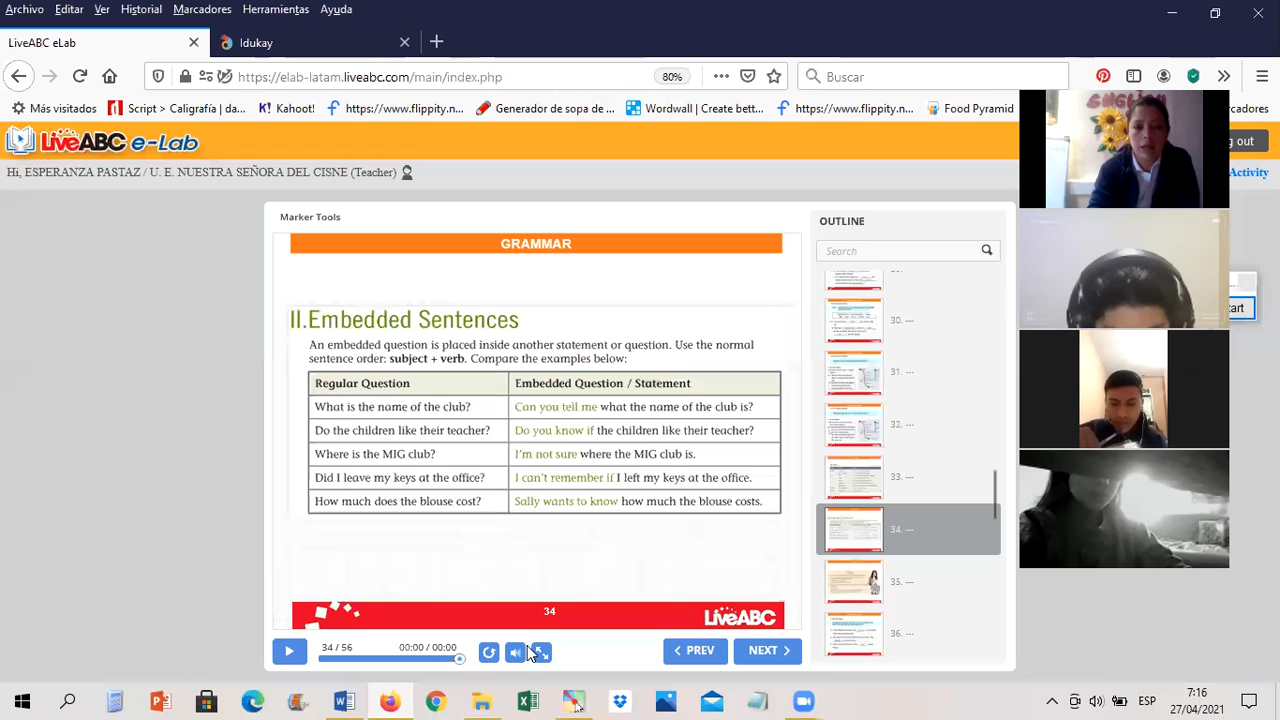 Archivo Editar Ver Historial Marcadores Herramientas Ayuda
LiveABC eLab
Idukay
https://elab-latam.liveabc.com/main/index.php
80%
Buscar
Más visitados
Script > Caligrafía | da...
Kahoot!
https://www.flippity.n...
Generador de sopa de ...
Wordwall | Create bett...
https://www.flippity.n...
Food Pyramid
rcadores
LiveABC e-Lab
g out
Hi, ESPERANZA PASTAZ / U. E. NUESTRA SEÑORA DEL CISNE (Teacher)
Activity
Marker Tools
OUTLINE
GRAMMAR
Search
Embedded Sentences
An embedded question is placed inside another statement or question. Use the normal
sentence order: subject + verb. Compare the examples below:
Regular Question Embedded Question / Statement
What is the name of the club? Can you tell me what the name of the club is?
Do the children like their teacher? Do you know if the children like their teacher?
Where is the MIG club? I'm not sure where the MIG club is.
Did I leave my keys at the office? I can't remember if I left my keys at the office.
How much does the blouse cost? Sally wants to know how much the blouse costs.
30. ---
31. ---
32. ---
33. ---
34. ---
35. ---
36. ---
art
34
LiveABC
34 / 56
00:00 / 00:00
PREV
NEXT
ESP
7:16
27/04/2021